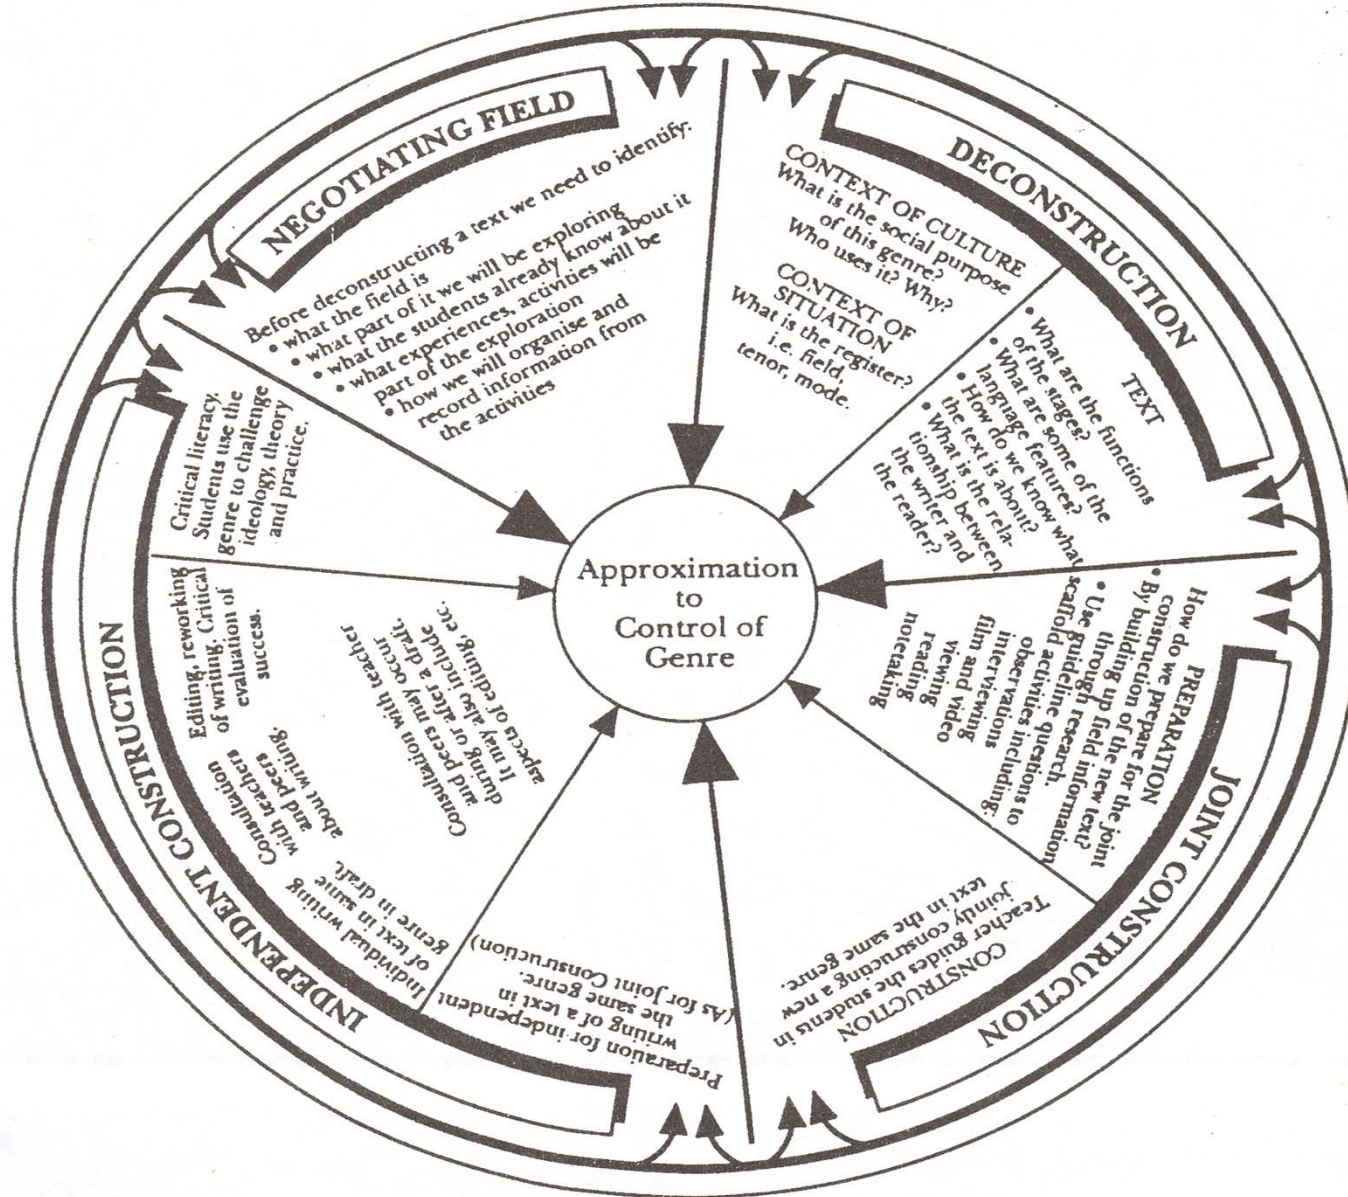 NEGOTIATING FIELD
Before deconstructing a text we need to identify:
• what the field is
• what part of it we will be exploring
• what the students already know about it
• what experiences, activities will be
part of the exploration
• how we will organise and
record information from
the activities
DECONSTRUCTION
CONTEXT OF CULTURE
What is the social purpose
of this genre?
Who uses it? Why?
CONTEXT OF
SITUATION
What is the register?
i.e. field,
tenor, mode.
TEXT
• What are the functions
of the stages?
• What are some of the
language features?
• How do we know what
the text is about?
• What is the rela-
tionship between
the writer and
the reader?
JOINT CONSTRUCTION
PREPARATION
How do we prepare for the joint
construction of the new text?
• By building up field information
through research.
• Use guideline questions to
scaffold activities including:
observations
interviewing
film and video
viewing
reading
notetaking
CONSTRUCTION
Teacher guides the students in
jointly constructing a new
text in the same genre.
INDEPENDENT CONSTRUCTION
Preparation for independent
writing of a text in
the same genre.
(As for Joint Construction)
Individual writing
of text in same
genre in draft.
Consultation
with teachers
and peers
about writing.
Consultation with teacher
and peers may occur
during or after a draft.
It may also include
aspects of editing, etc.
Editing, reworking
of writing. Critical
evaluation of
success.
Critical literacy.
Students use the
genre to challenge
ideology, theory
and practice.
Approximation
to
Control of
Genre